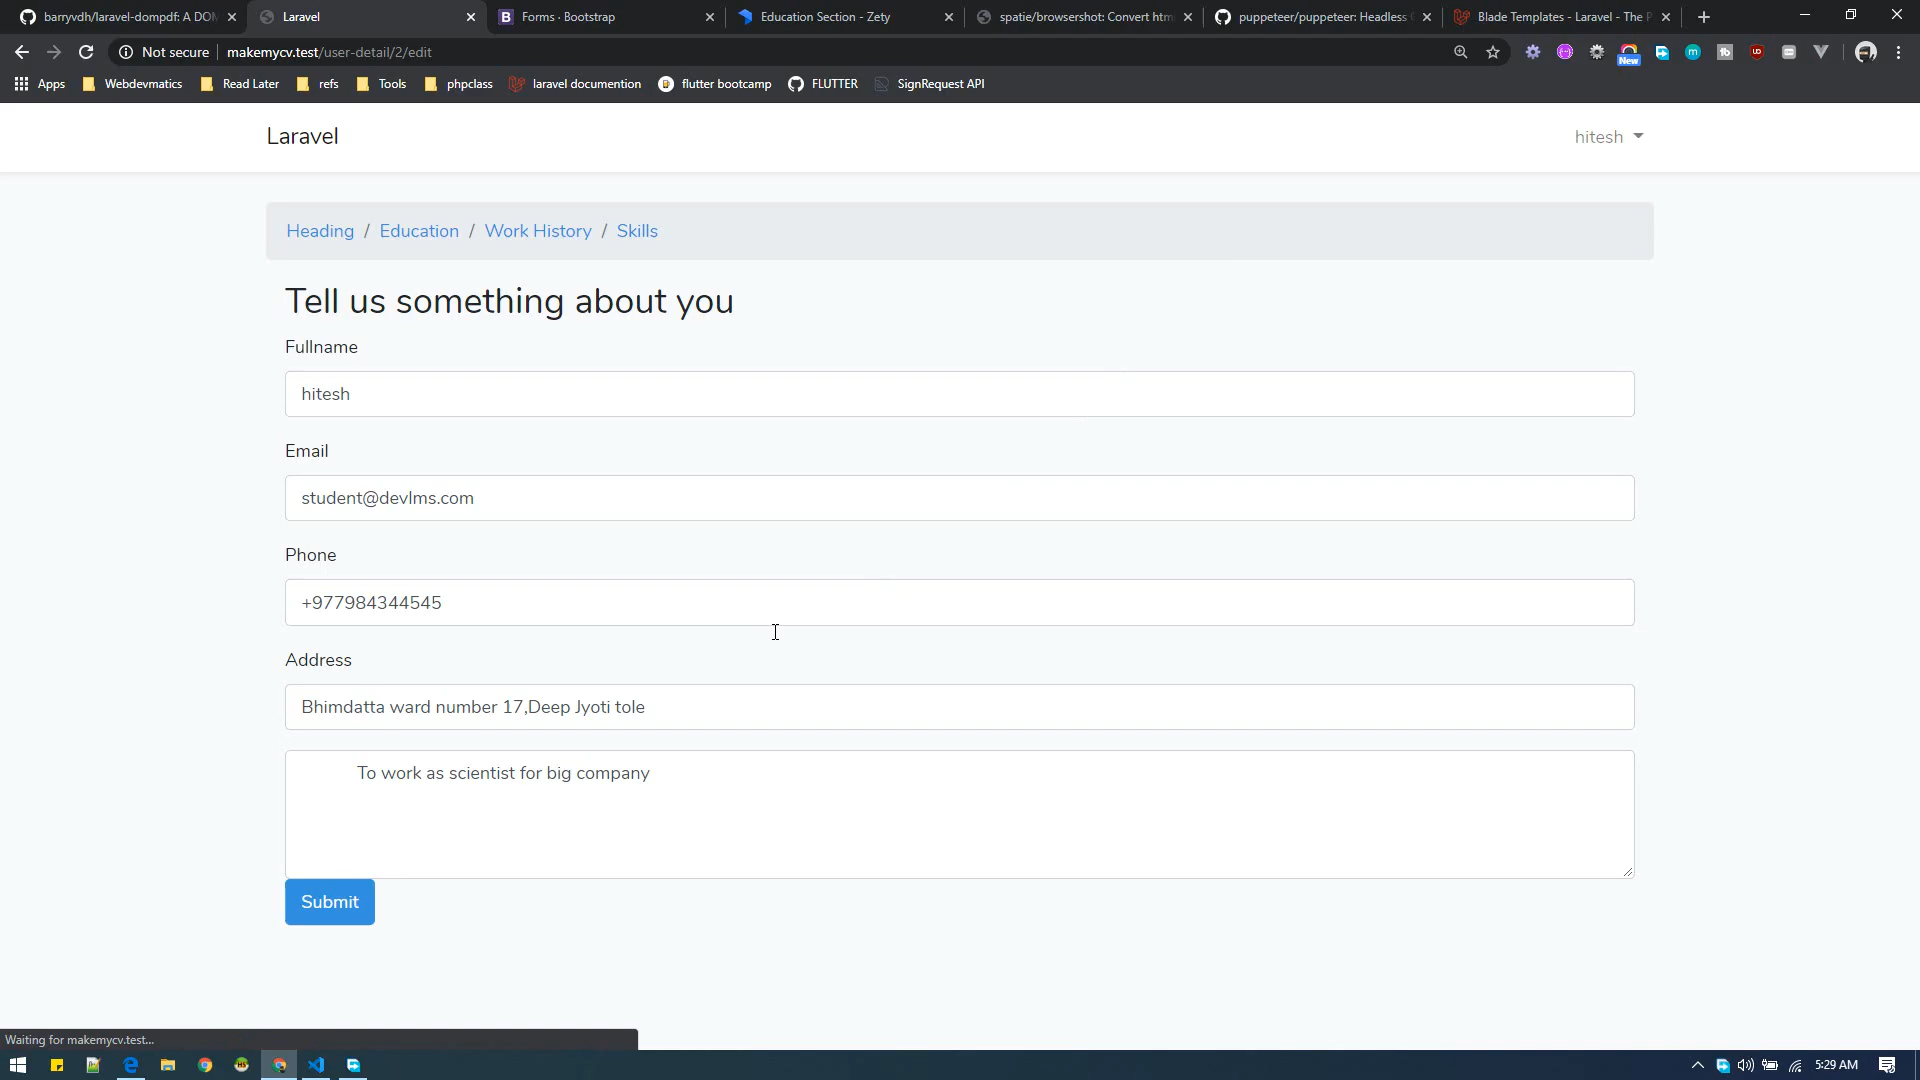 barryvdh/laravel-dompdf: A DOM
Laravel
Forms · Bootstrap
Education Section - Zety
spatie/browsershot: Convert htm
puppeteer/puppeteer: Headless
Blade Templates - Laravel - The P
Not secure
makemycv.test/user-detail/2/edit
New
Apps
Webdevmatics
Read Later
refs
Tools
phpclass
laravel documention
flutter bootcamp
FLUTTER
SignRequest API
Laravel
hitesh
Heading / Education / Work History / Skills
Tell us something about you
Fullname
hitesh
Email
student@devlms.com
Phone
+977984344545
Address
Bhimdatta ward number 17,Deep Jyoti tole
To work as scientist for big company
Submit
Waiting for makemycv.test...
5:29 AM